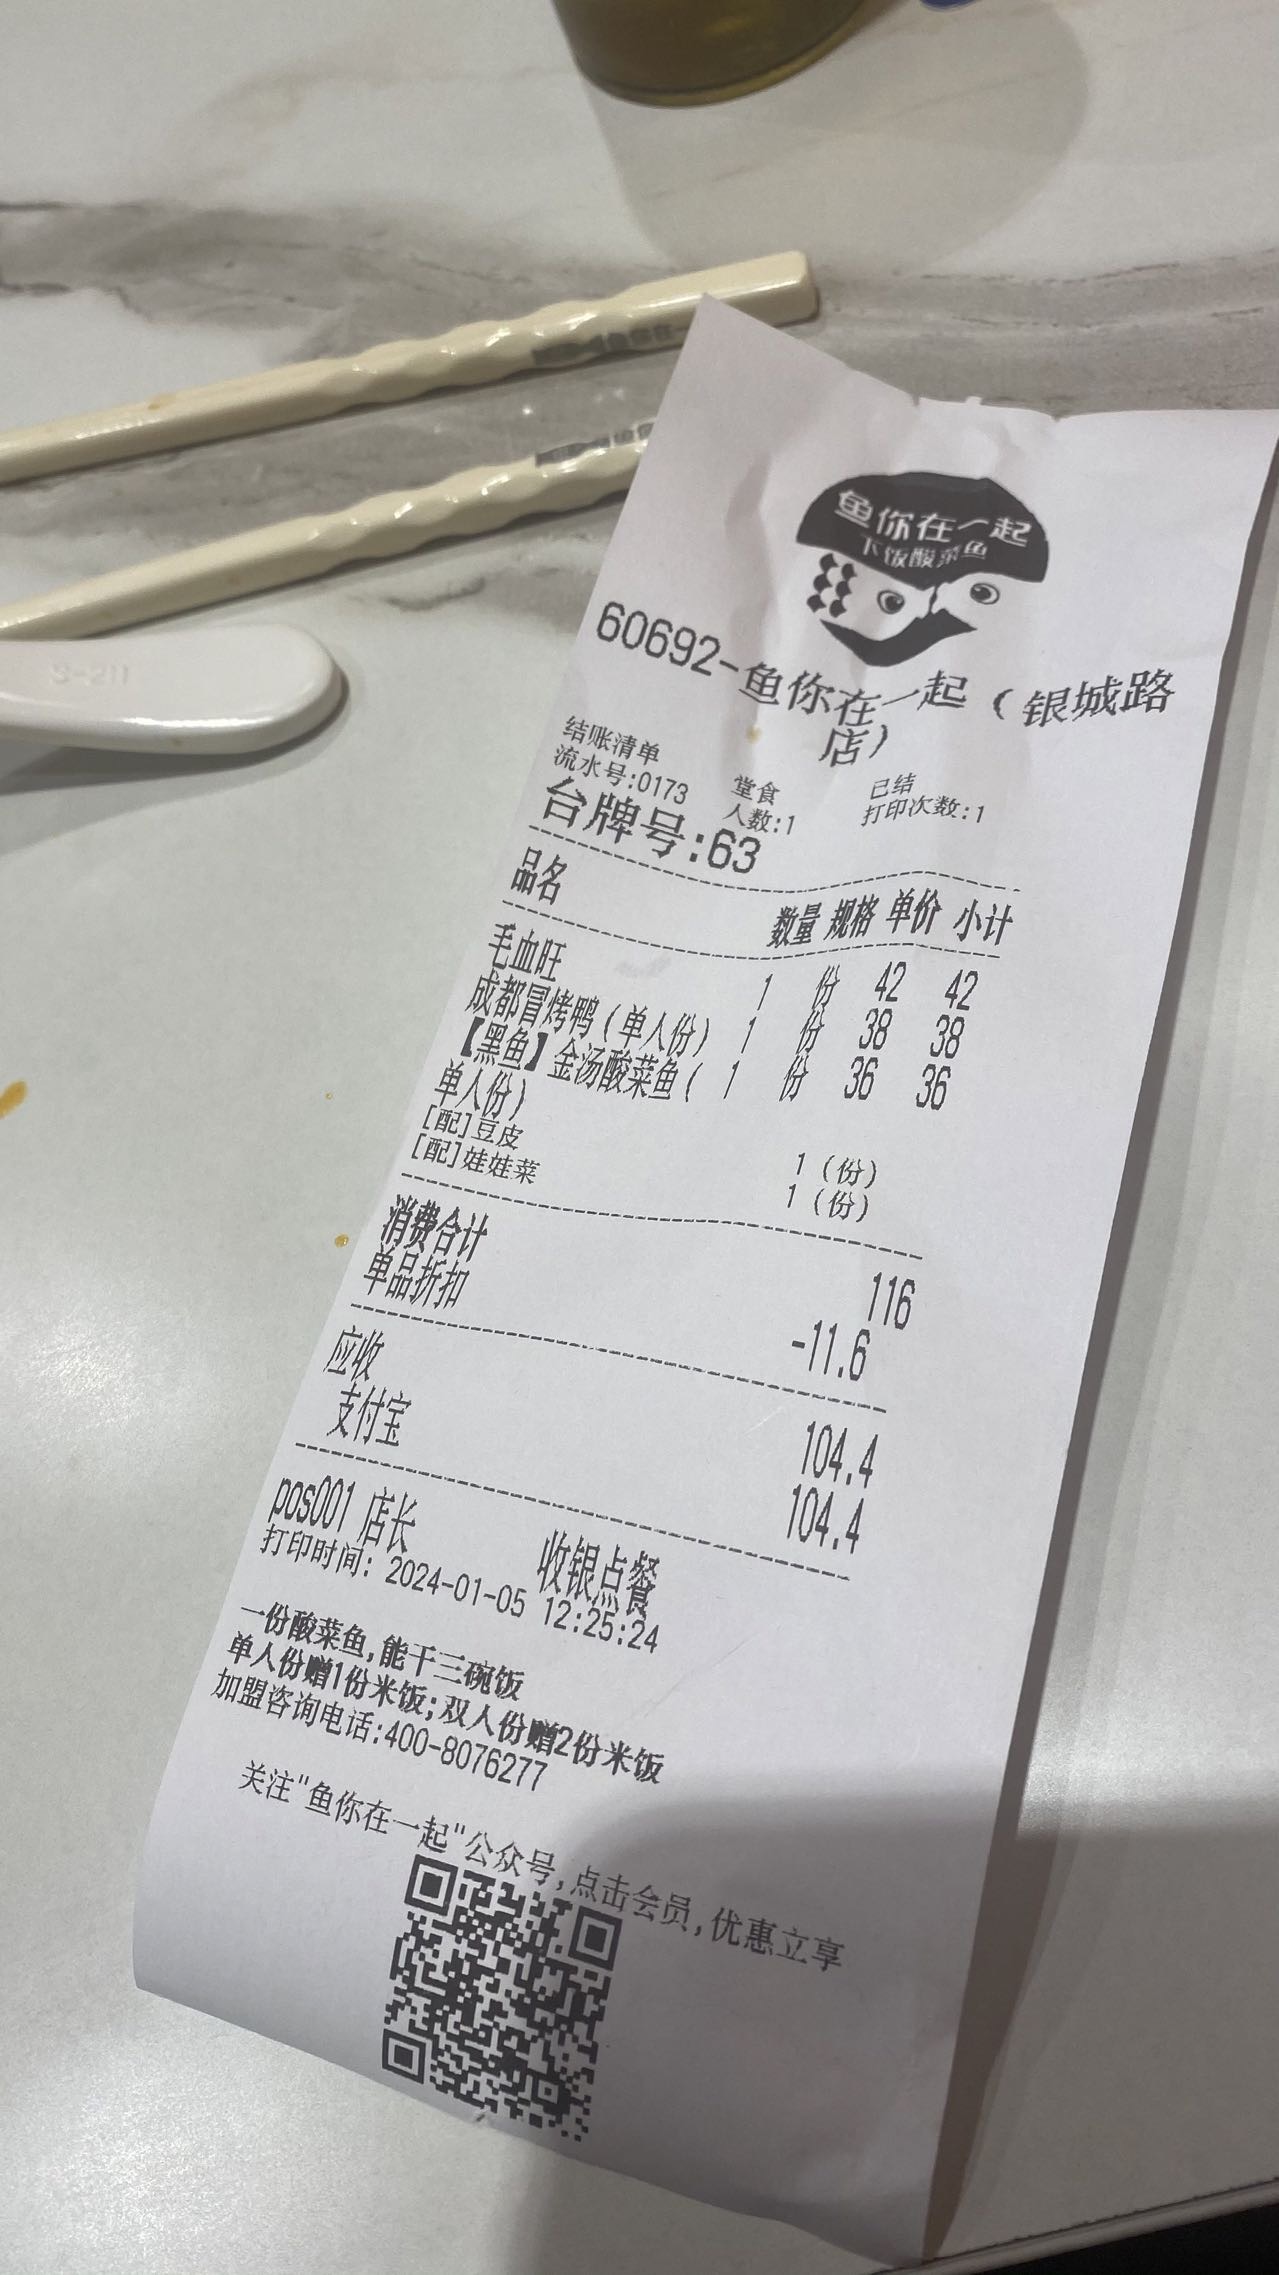 S-211
鱼你在一起
下饭酸菜鱼
60692-鱼你在一起（银城路
店）
结账清单 堂食 已结
流水号:0173 人数:1 打印次数:1
台牌号:63
品名 数量 规格 单价 小计
毛血旺 1 份 42 42
成都冒烤鸭(单人份) 1 份 38 38
【黑鱼】金汤酸菜鱼( 1 份 36 36
单人份)
[配]豆皮 1(份)
[配]娃娃菜 1(份)
消费合计 116
单品折扣 -11.6
应收 104.4
支付宝 104.4
pos001 店长 收银点餐
打印时间: 2024-01-05 12:25:24
一份酸菜鱼,能干三碗饭
单人份赠1份米饭;双人份赠2份米饭
加盟咨询电话:400-8076277
关注"鱼你在一起"公众号,点击会员,优惠立享